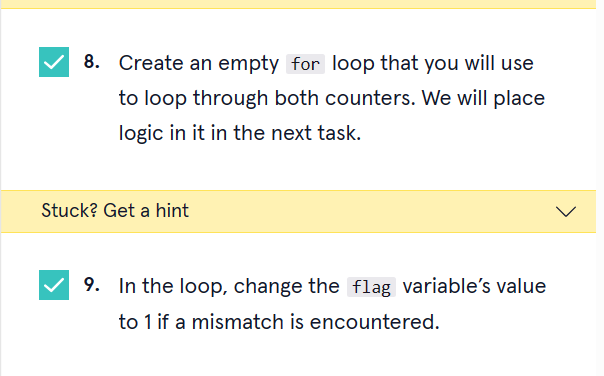 8. Create an empty for loop that you will use
to loop through both counters. We will place
logic in it in the next task.
Stuck? Get a hint
9. In the loop, change the flag variable’s value
to 1 if a mismatch is encountered.